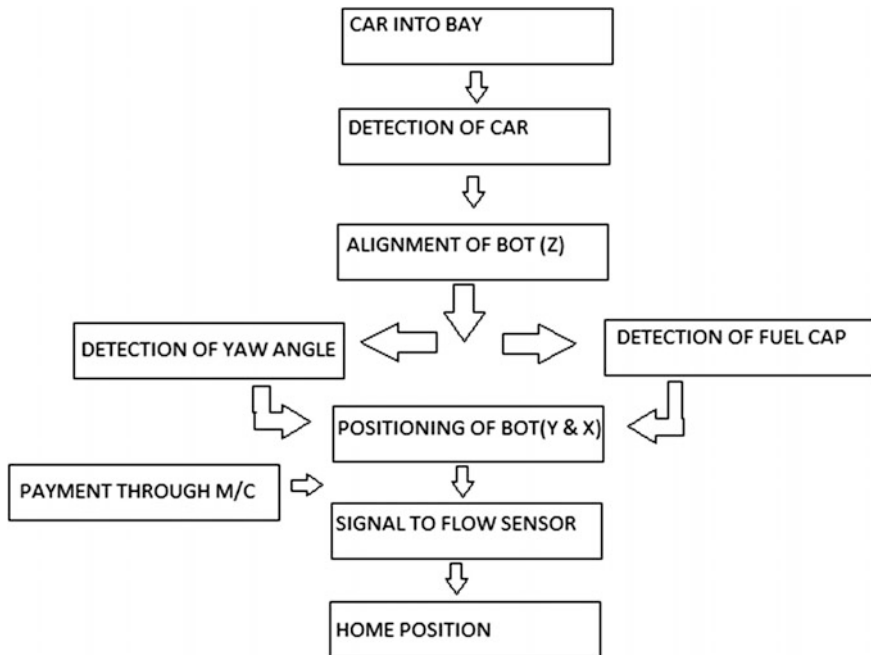 CAR INTO BAY
DETECTION OF CAR
ALIGNMENT OF BOT (Z)
DETECTION OF YAW ANGLE
DETECTION OF FUEL CAP
POSITIONING OF BOT(Y & X)
PAYMENT THROUGH M/C
SIGNAL TO FLOW SENSOR
HOME POSITION